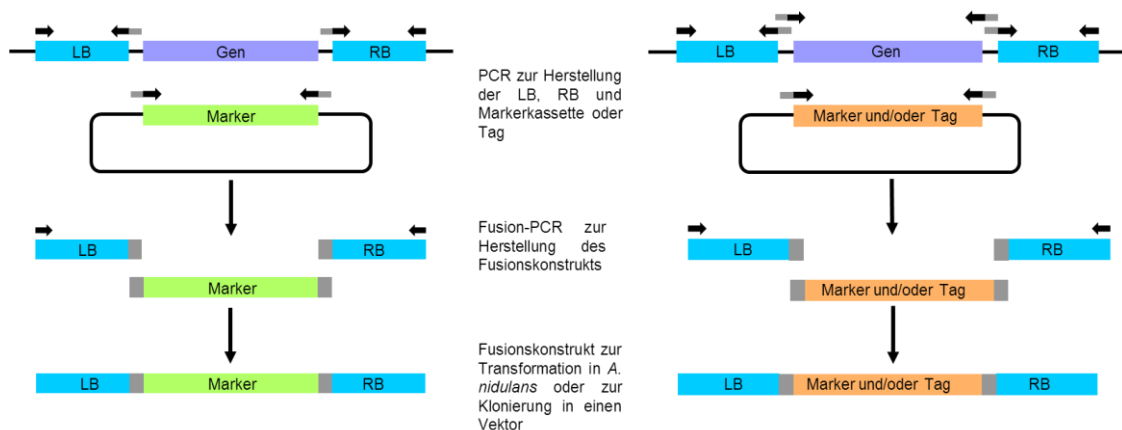 LB Gen RB
Marker
LB RB
Marker
LB Marker RB
PCR zur Herstellung
der LB, RB und
Markerkassette oder
Tag
Fusion-PCR zur
Herstellung des
Fusionskonstrukts
Fusionskonstrukt zur
Transformation in A.
nidulans oder zur
Klonierung in einen
Vektor
LB Gen RB
Marker und/oder Tag
LB RB
Marker und/oder Tag
LB Marker und/oder Tag RB